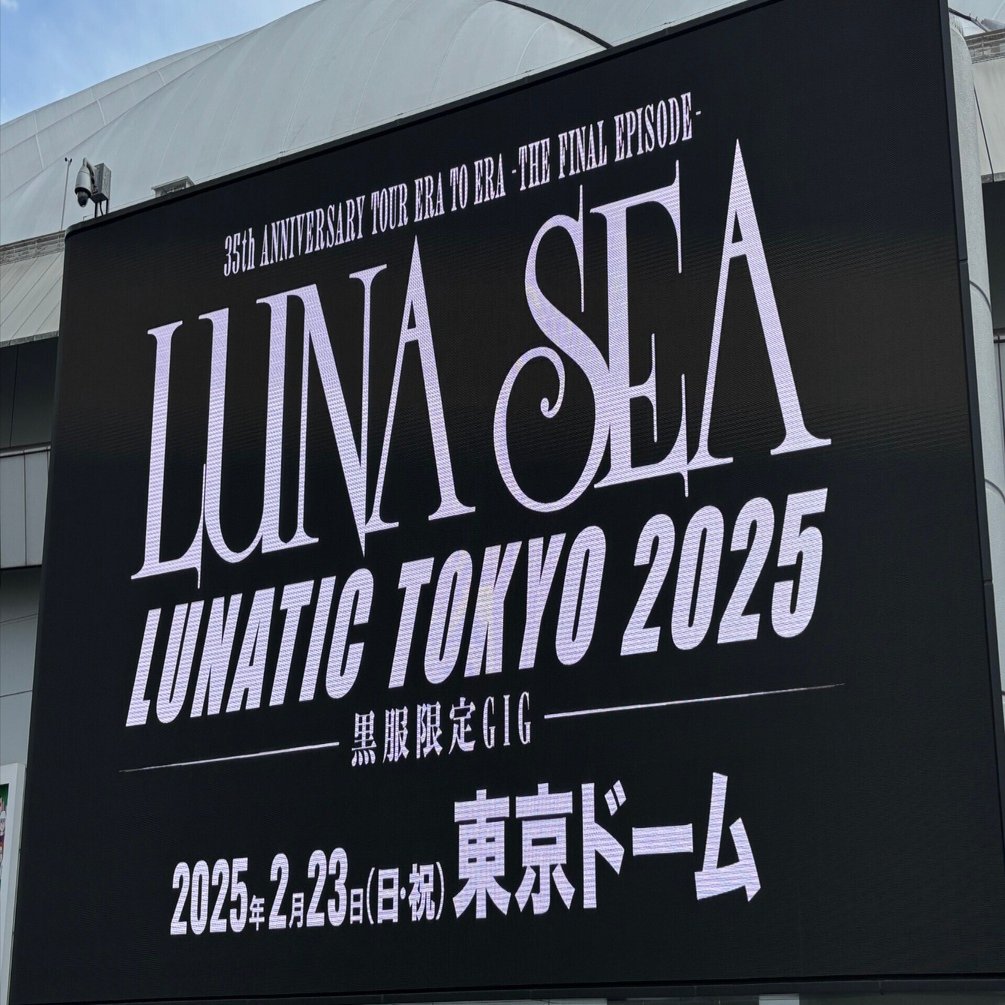 35th ANNIVERSARY TOUR ERA TO ERA -THE FINAL EPISODE-
LUNA SEA
LUNATIC TOKYO 2025
黒服限定GIG
2025年2月23日(日・祝) 東京ドーム